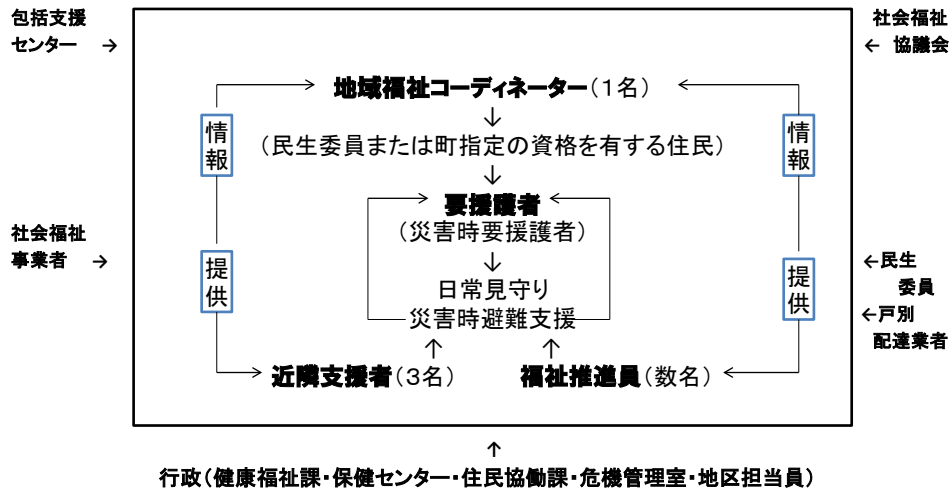 包括支援
センター →
社会福祉
← 協議会
地域福祉コーディネーター(1名)
↓
(民生委員または町指定の資格を有する住民)
↓
情報
情報
要援護者
(災害時要援護者)
↓
日常見守り
災害時避難支援
社会福祉
事業者 →
提供
提供
←民生
委員
←戸別
配達業者
↑ ↑
近隣支援者(3名) 福祉推進員(数名)
↑
行政(健康福祉課・保健センター・住民協働課・危機管理室・地区担当員)